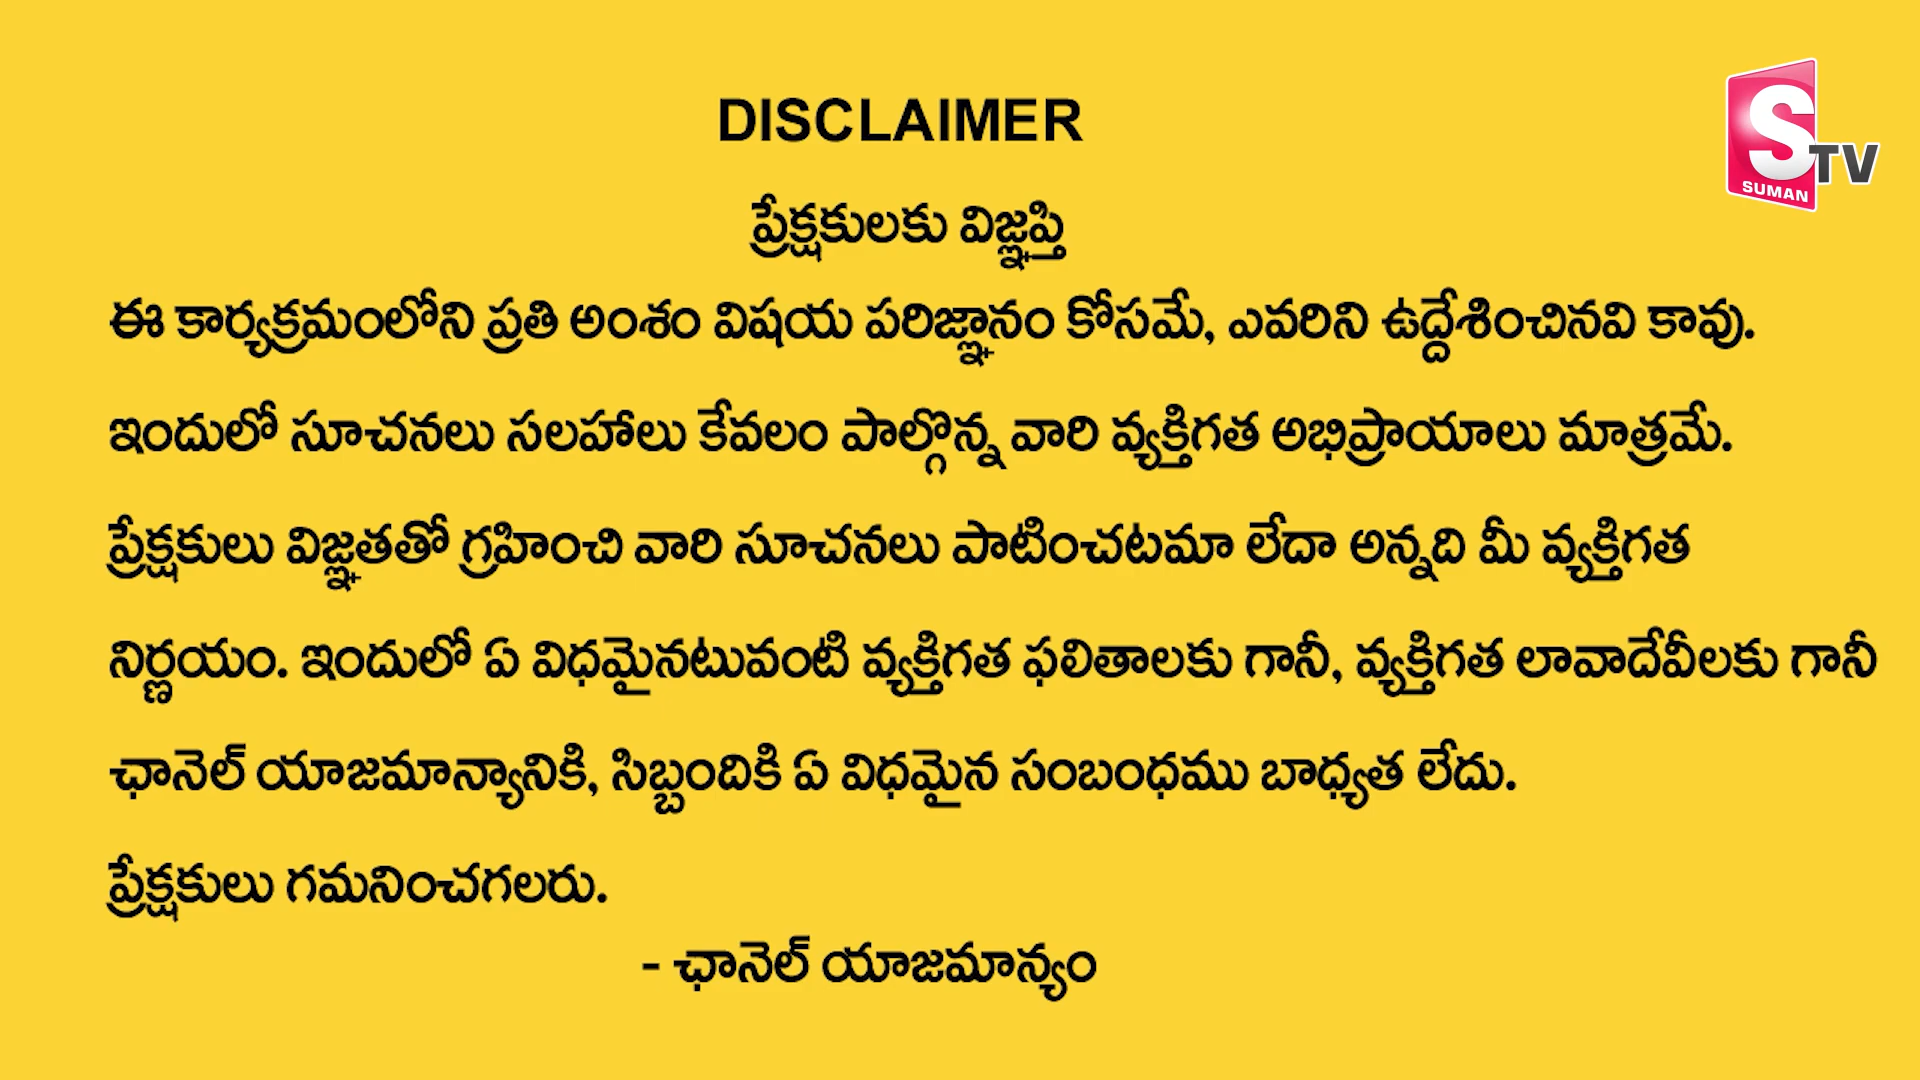 DISCLAIMER
S TV
SUMAN
ప్రేక్షకులకు విజ్ఞప్తి
ఈ కార్యక్రమంలోని ప్రతి అంశం విషయ పరిజ్ఞానం కోసమే, ఎవరిని ఉద్దేశించినవి కావు.
ఇందులో సూచనలు సలహాలు కేవలం పాల్గొన్న వారి వ్యక్తిగత అభిప్రాయాలు మాత్రమే.
ప్రేక్షకులు విజ్ఞతతో గ్రహించి వారి సూచనలు పాటించటమా లేదా అన్నది మీ వ్యక్తిగత
నిర్ణయం. ఇందులో ఏ విధమైనటువంటి వ్యక్తిగత ఫలితాలకు గానీ, వ్యక్తిగత లావాదేవీలకు గానీ
ఛానెల్ యాజమాన్యానికి, సిబ్బందికి ఏ విధమైన సంబంధము బాధ్యత లేదు.
ప్రేక్షకులు గమనించగలరు.
- ఛానెల్ యాజమాన్యం